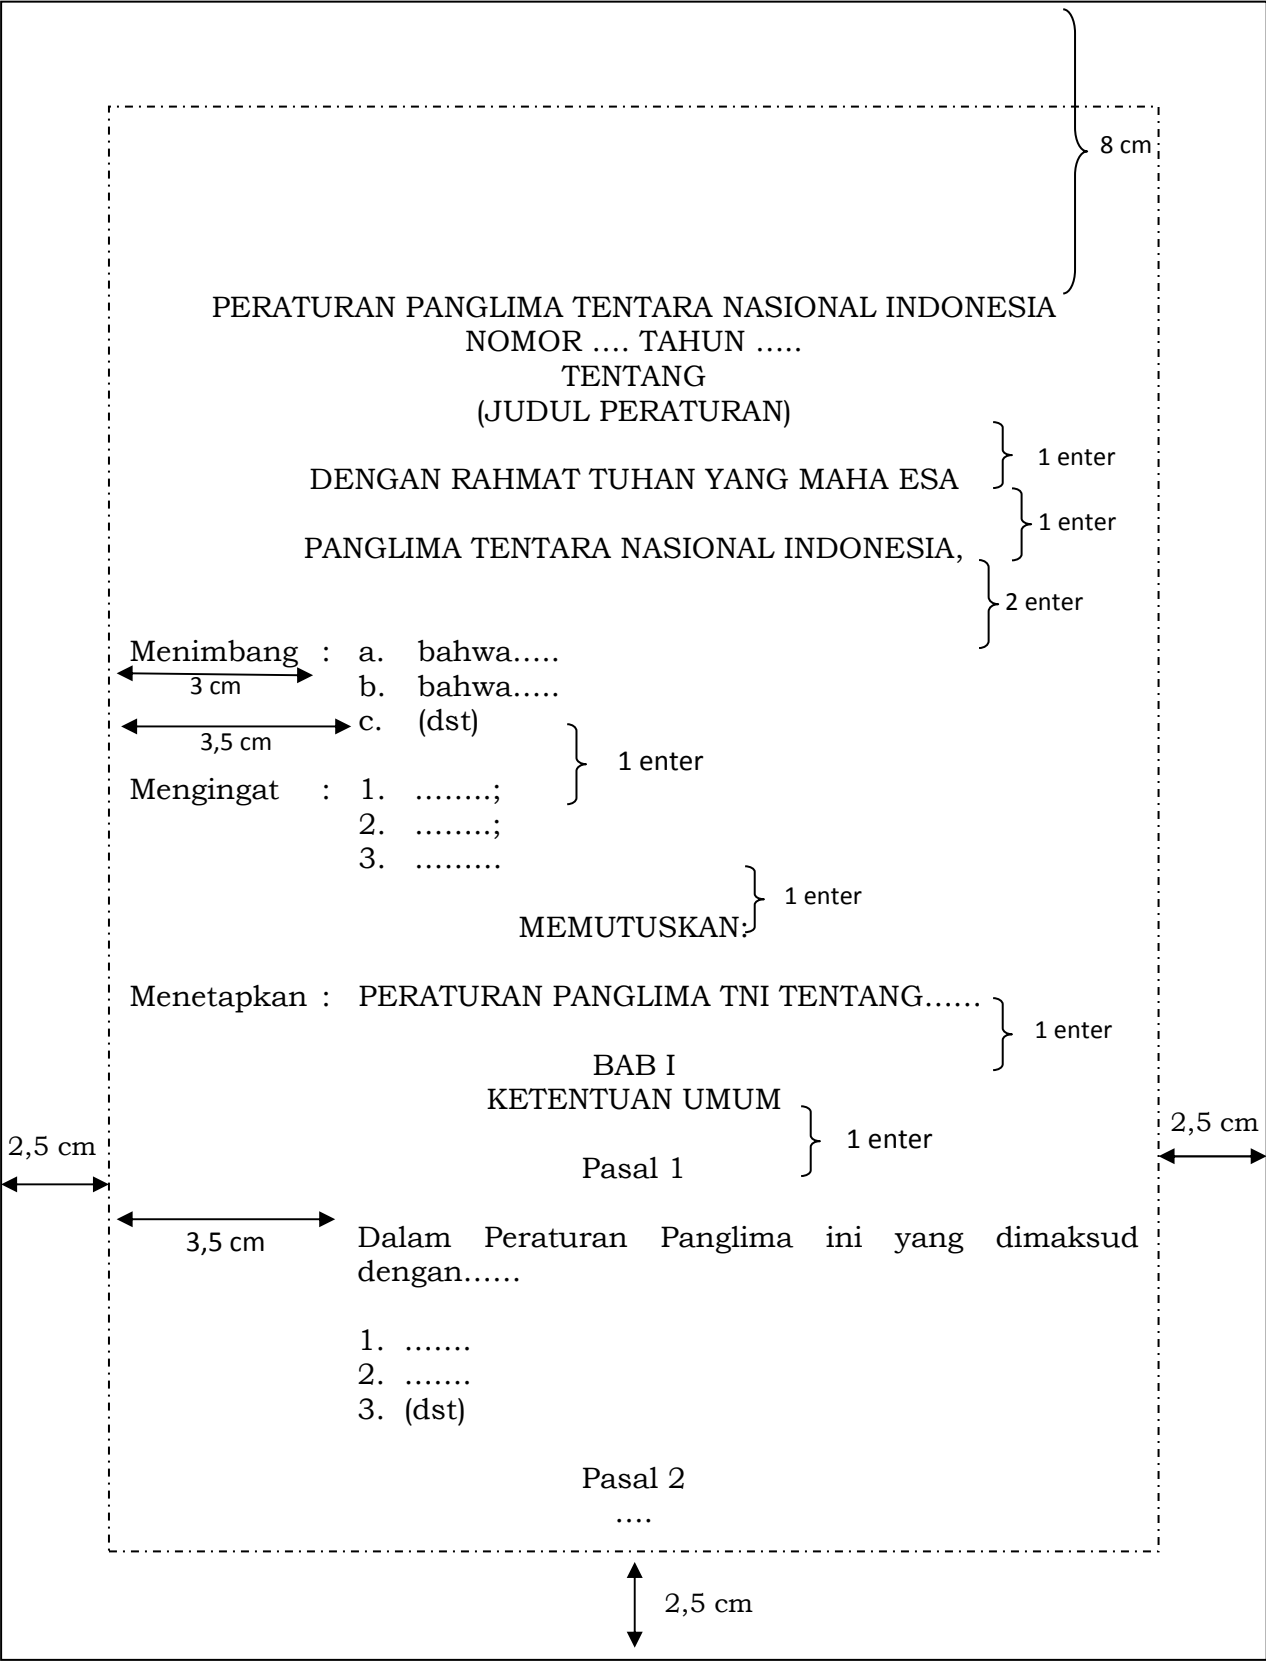 8 cm
PERATURAN PANGLIMA TENTARA NASIONAL INDONESIA
NOMOR .... TAHUN .....
TENTANG
(JUDUL PERATURAN)
1 enter
DENGAN RAHMAT TUHAN YANG MAHA ESA
1 enter
PANGLIMA TENTARA NASIONAL INDONESIA,
2 enter
Menimbang : a. bahwa.....
3 cm
b. bahwa.....
c. (dst)
3,5 cm
1 enter
Mengingat : 1. ........;
2. ........;
3. .........
1 enter
MEMUTUSKAN:
Menetapkan : PERATURAN PANGLIMA TNI TENTANG......
1 enter
BAB I
KETENTUAN UMUM
2,5 cm
1 enter
2,5 cm
Pasal 1
3,5 cm
Dalam Peraturan Panglima ini yang dimaksud
dengan......
1. .......
2. .......
3. (dst)
Pasal 2
....
2,5 cm